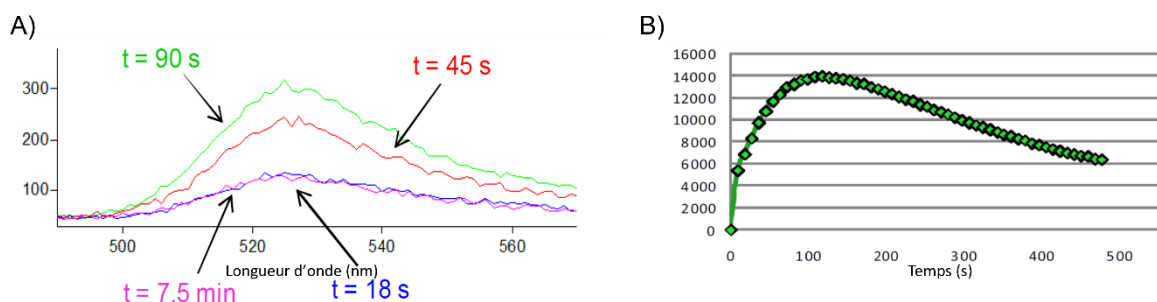 A)
t = 90 s
t = 45 s
300
200
100
500
520
540
560
Longueur d'onde (nm)
t = 7.5 min
t = 18 s
B)
16000
14000
12000
10000
8000
6000
4000
2000
0
0
100
200
300
400
500
Temps (s)